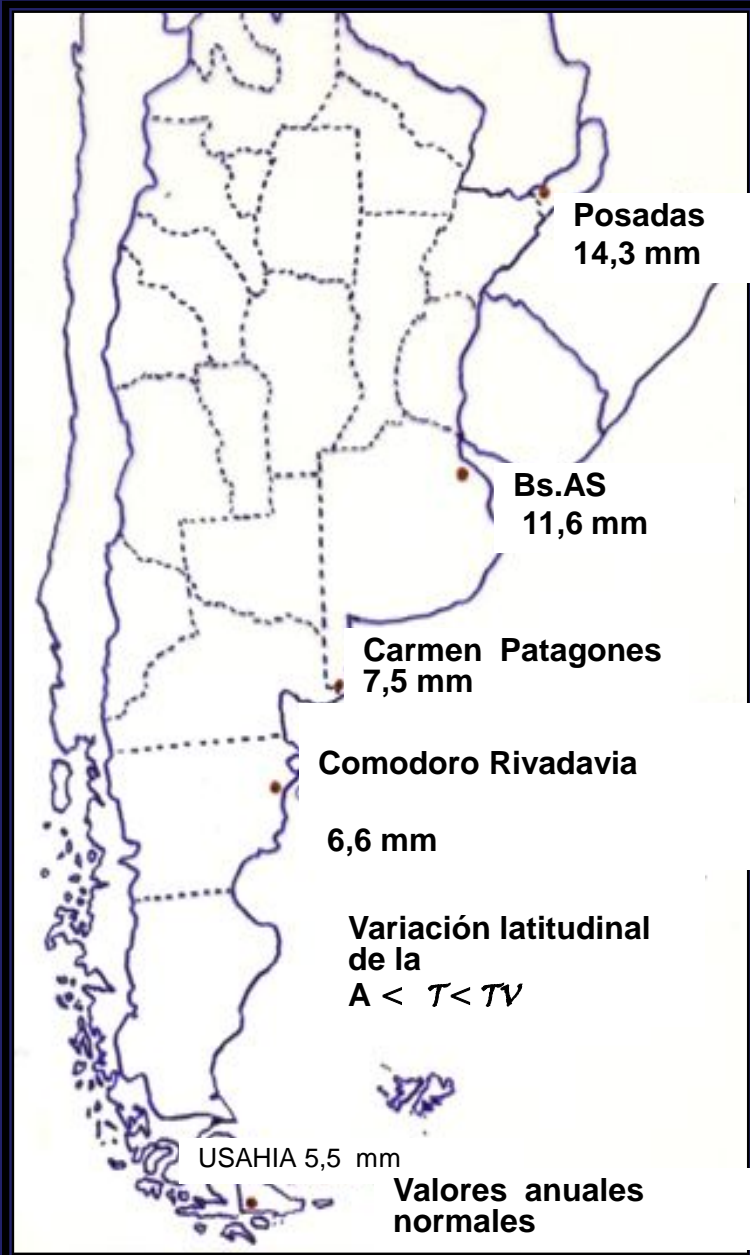 Posadas
14,3 mm
Bs.AS
11,6 mm
Carmen Patagones
7,5 mm
Comodoro Rivadavia
6,6 mm
Variación latitudinal
de la
A < T < TV
USAHIA 5,5 mm
Valores anuales
normales